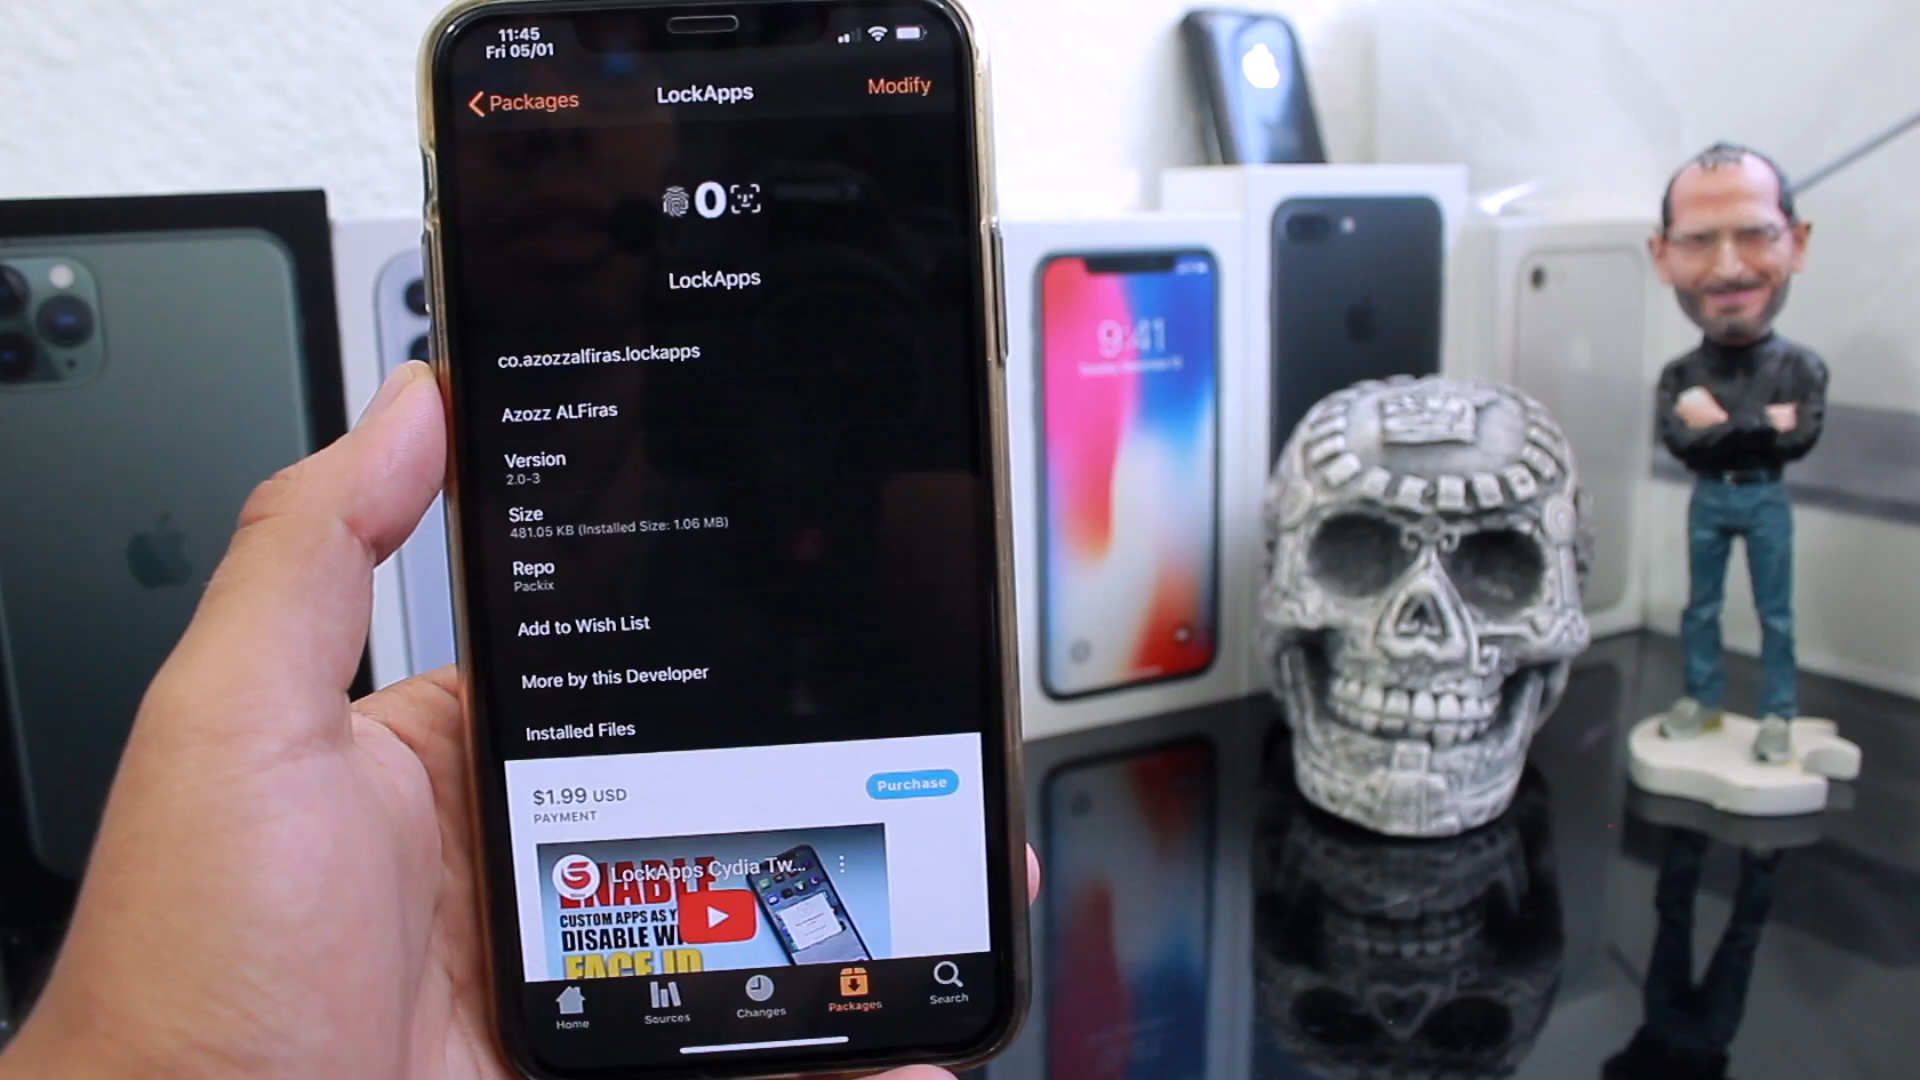 11:45
Fri 05/01
Packages
LockApps
Modify
LockApps
co.azozzalfiras.lockapps
Azozz ALFiras
Version
2.0-3
Size
481.05 KB (Installed Size: 1.06 MB)
Repo
Packix
Add to Wish List
More by this Developer
Installed Files
$1.99 USD
Purchase
PAYMENT
LockApps Cydia Tw...
ENABLE
CUSTOM APPS AS Y
DISABLE WI
FACE ID
Home
Sources
Changes
Packages
Search
9:41